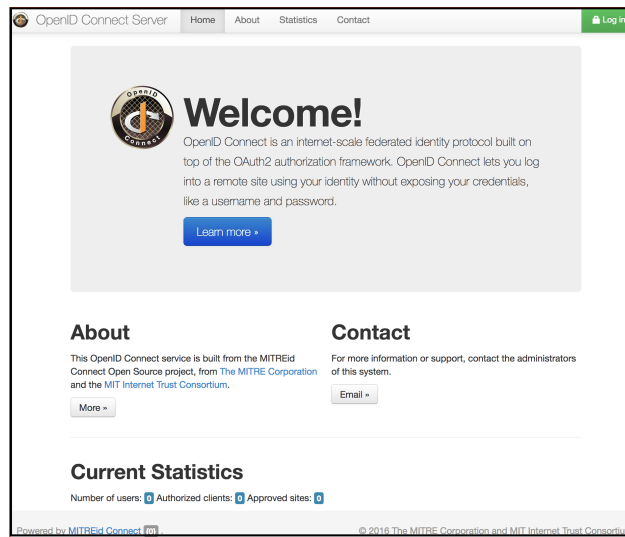 OpenID Connect Server Home About Statistics Contact Log in
OpenID
Connect
Welcome!
OpenID Connect is an internet-scale federated identity protocol built on
top of the OAuth2 authorization framework. OpenID Connect lets you log
into a remote site using your identity without exposing your credentials,
like a username and password.
Learn more »
About
This OpenID Connect service is built from the MITREid
Connect Open Source project, from The MITRE Corporation
and the MIT Internet Trust Consortium.
More »
Contact
For more information or support, contact the administrators
of this system.
Email »
Current Statistics
Number of users: 0 Authorized clients: 0 Approved sites: 0
Powered by MITREid Connect .
© 2016 The MITRE Corporation and MIT Internet Trust Consortiu